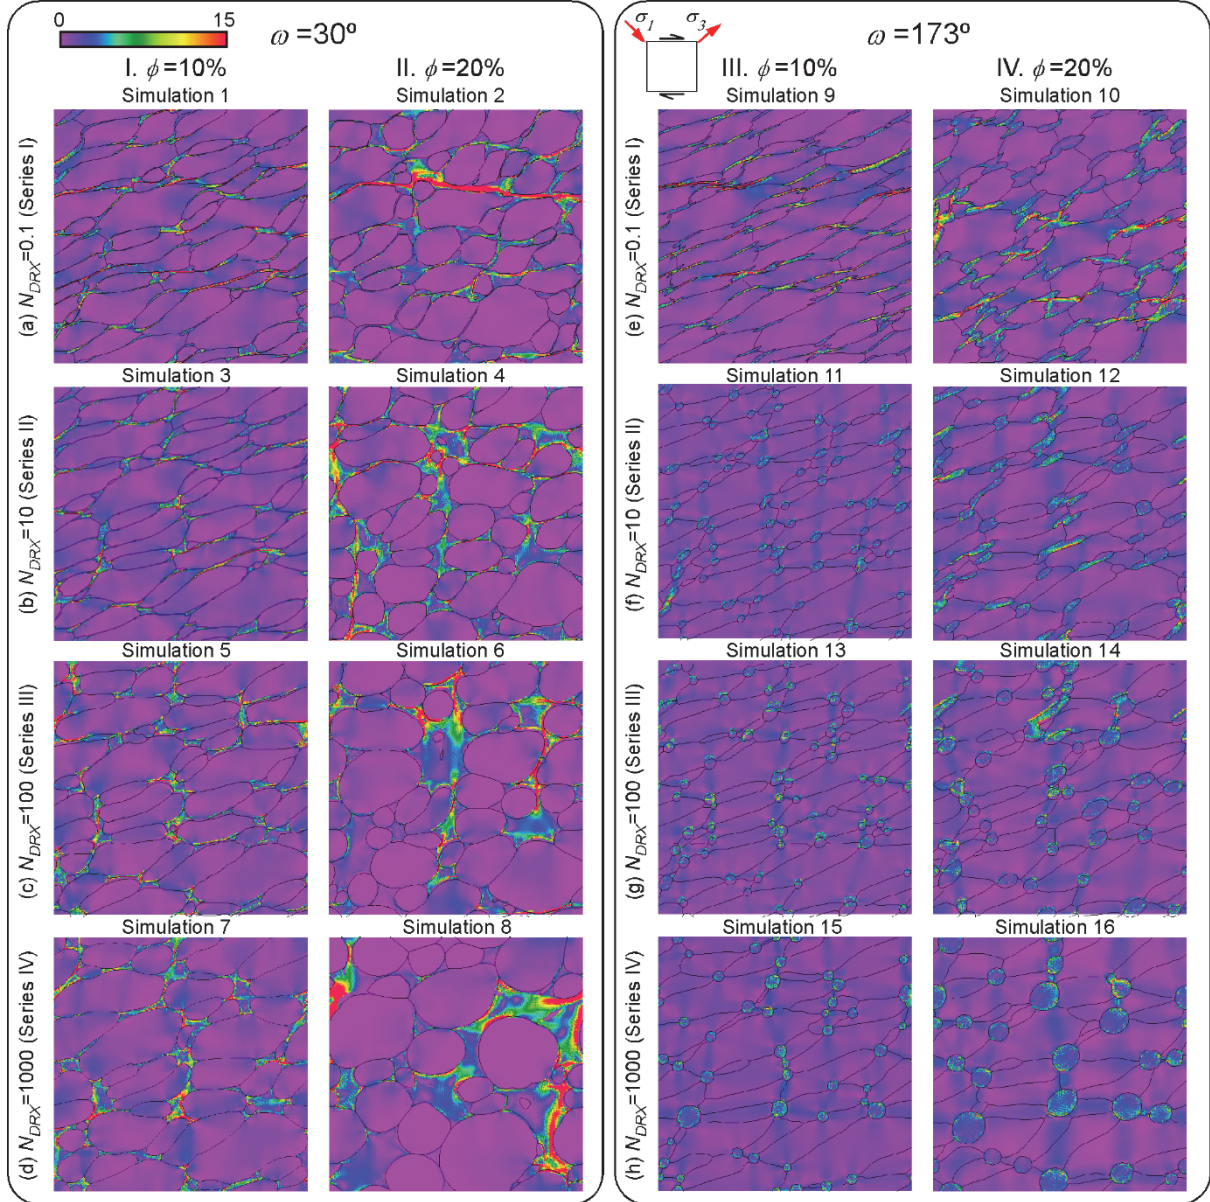 0 15
ω =30º
I. ϕ =10% II. ϕ =20%
Simulation 1 Simulation 2
(a) N_DRX=0.1 (Series I)
Simulation 3 Simulation 4
(b) N_DRX=10 (Series II)
Simulation 5 Simulation 6
(c) N_DRX=100 (Series III)
Simulation 7 Simulation 8
(d) N_DRX=1000 (Series IV)
σ1 σ3
ω =173º
III. ϕ =10% IV. ϕ =20%
Simulation 9 Simulation 10
(e) N_DRX=0.1 (Series I)
Simulation 11 Simulation 12
(f) N_DRX=10 (Series II)
Simulation 13 Simulation 14
(g) N_DRX=100 (Series III)
Simulation 15 Simulation 16
(h) N_DRX=1000 (Series IV)